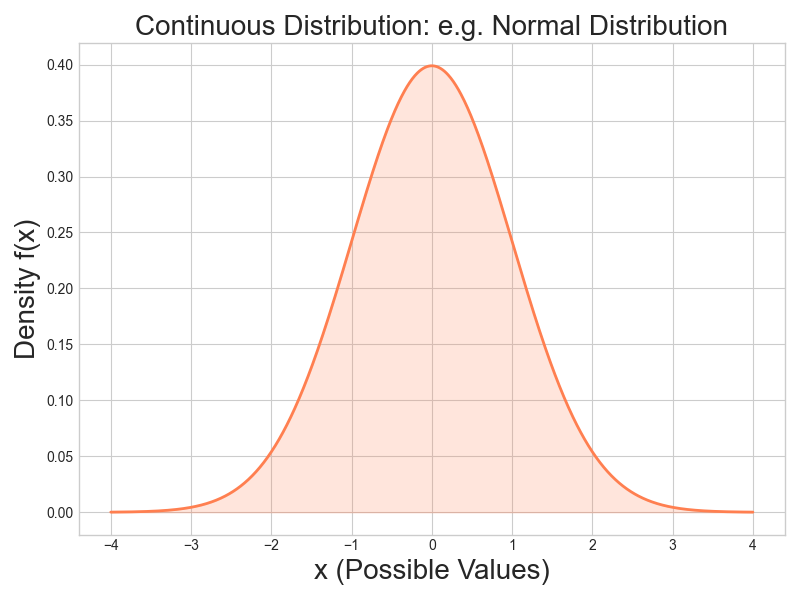 Continuous Distribution: e.g. Normal Distribution
0.40
0.35
0.30
0.25
0.20
0.15
0.10
0.05
0.00
Density f(x)
−4 −3 −2 −1 0 1 2 3 4
x (Possible Values)